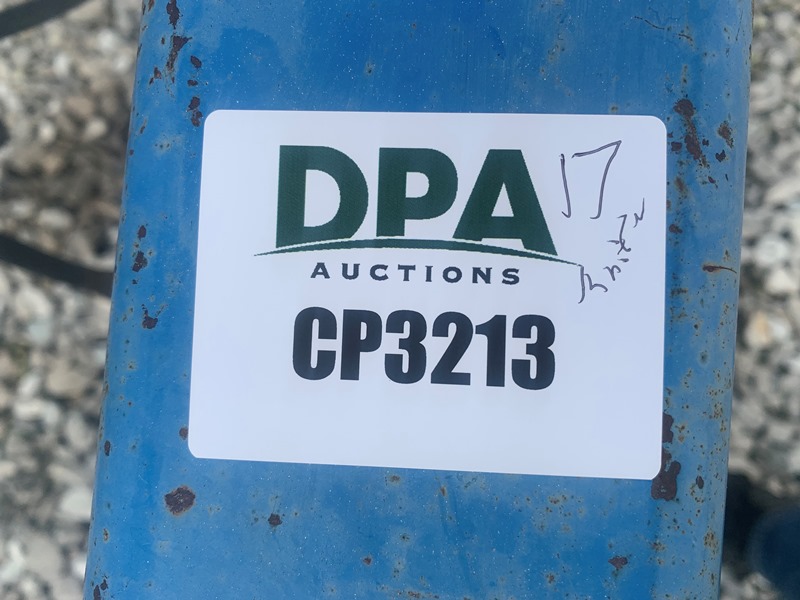 DPA
AUCTIONS
CP3213
17